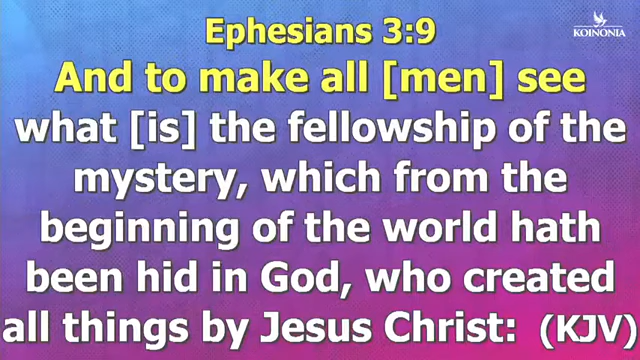 Ephesians 3:9
KOINONIA
And to make all [men] see
what [is] the fellowship of the
mystery, which from the
beginning of the world hath
been hid in God, who created
all things by Jesus Christ: (KJV)